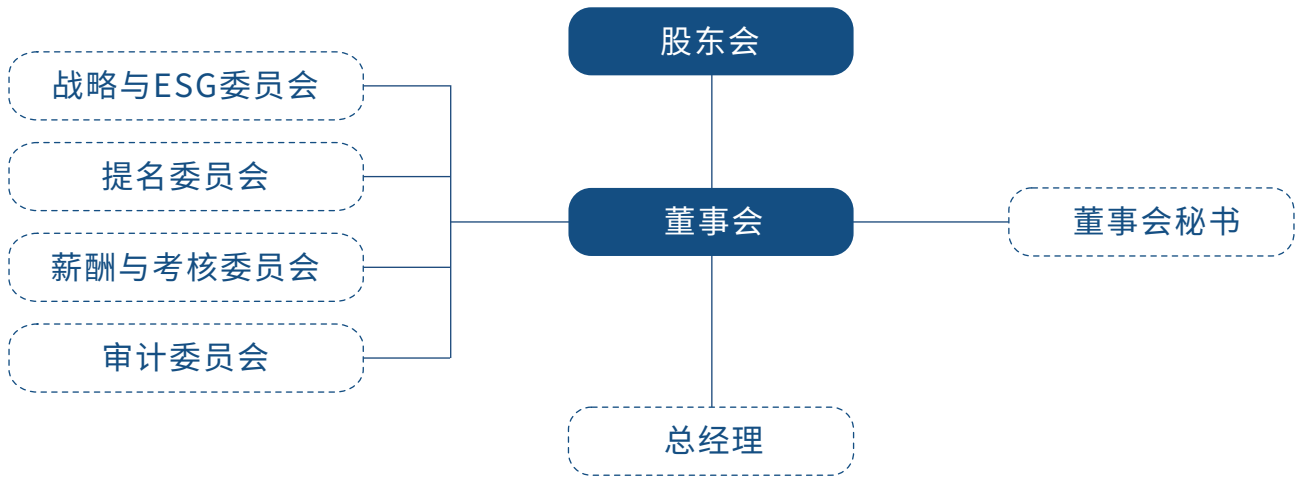 股东会
战略与ESG委员会
提名委员会
董事会
董事会秘书
薪酬与考核委员会
审计委员会
总经理